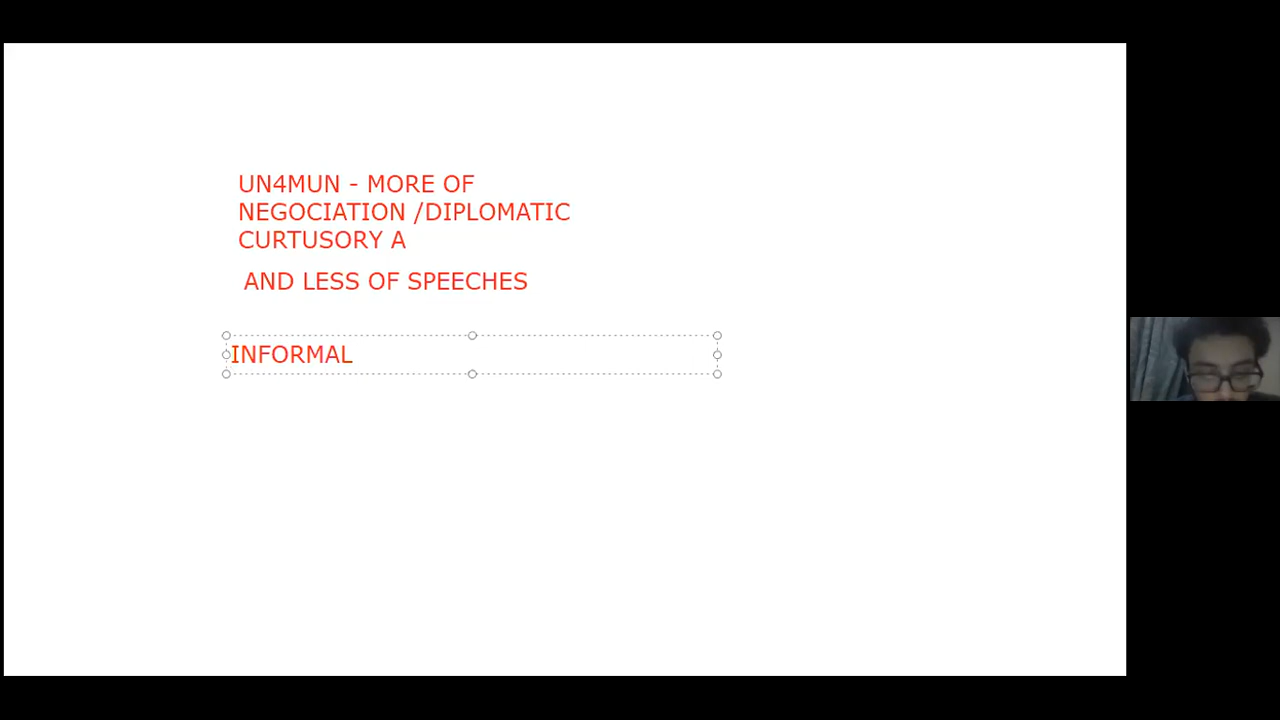 UN4MUN - MORE OF
NEGOCIATION /DIPLOMATIC
CURTUSORY A
AND LESS OF SPEECHES
INFORMAL